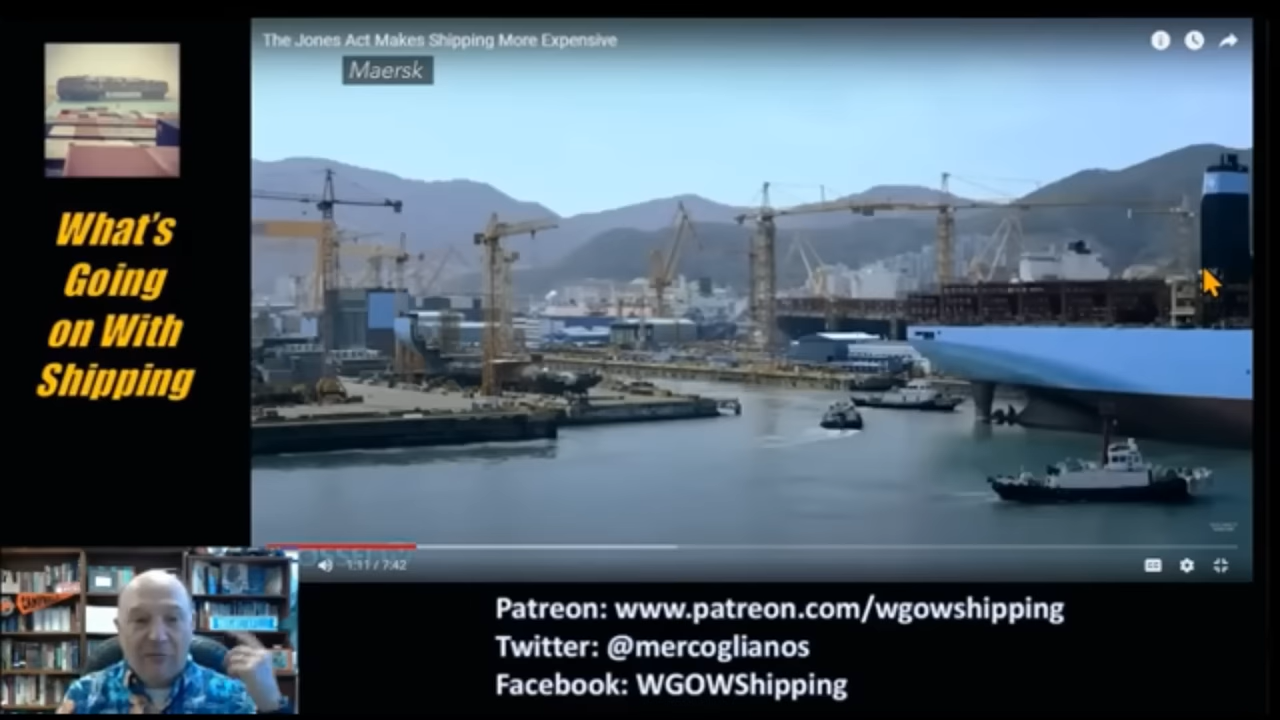 The Jones Act Makes Shipping More Expensive
Maersk
What's
Going
on With
Shipping
1:11 / 7:42
Patreon: www.patreon.com/wgowshipping
Twitter: @mercoglianos
Facebook: WGOWShipping